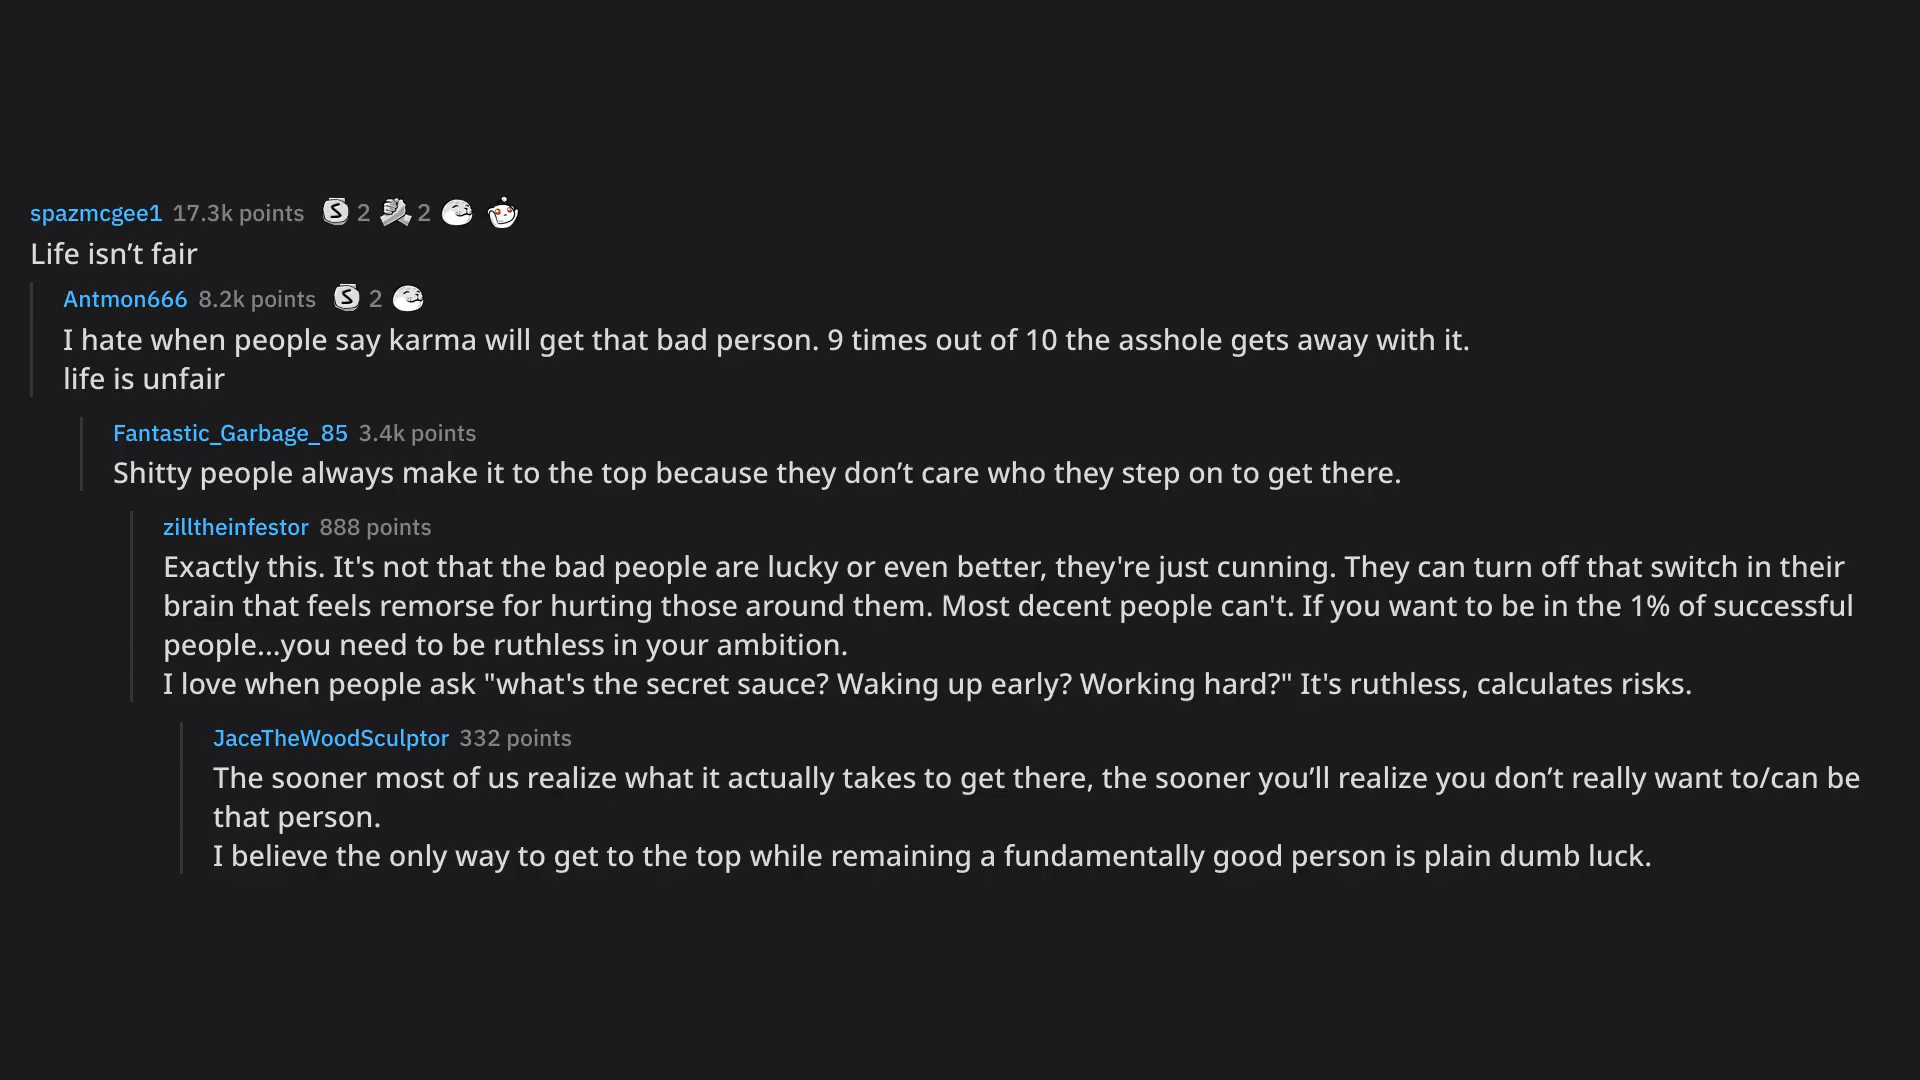 spazmcgee1 17.3k points S 2 2
Life isn’t fair
Antmon666 8.2k points S 2
I hate when people say karma will get that bad person. 9 times out of 10 the asshole gets away with it.
life is unfair
Fantastic_Garbage_85 3.4k points
Shitty people always make it to the top because they don’t care who they step on to get there.
zilltheinfestor 888 points
Exactly this. It's not that the bad people are lucky or even better, they're just cunning. They can turn off that switch in their
brain that feels remorse for hurting those around them. Most decent people can't. If you want to be in the 1% of successful
people...you need to be ruthless in your ambition.
I love when people ask "what's the secret sauce? Waking up early? Working hard?" It's ruthless, calculates risks.
JaceTheWoodSculptor 332 points
The sooner most of us realize what it actually takes to get there, the sooner you’ll realize you don’t really want to/can be
that person.
I believe the only way to get to the top while remaining a fundamentally good person is plain dumb luck.